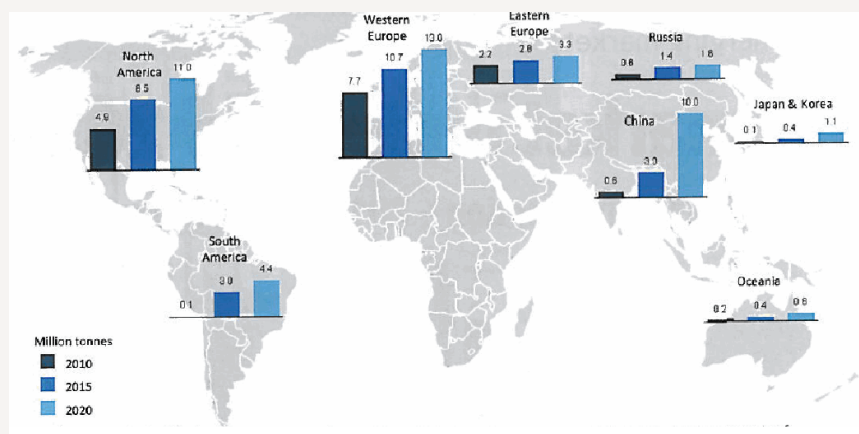 North
America
4.9
8.5
11.0
Western
Europe
7.7
10.7
13.0
Eastern
Europe
2.2
2.8
3.3
Russia
0.6
1.4
1.6
China
0.6
3.0
10.0
Japan & Korea
0.1
0.4
1.1
South
America
0.1
3.0
4.4
Oceania
0.2
0.4
0.8
Million tonnes
2010
2015
2020